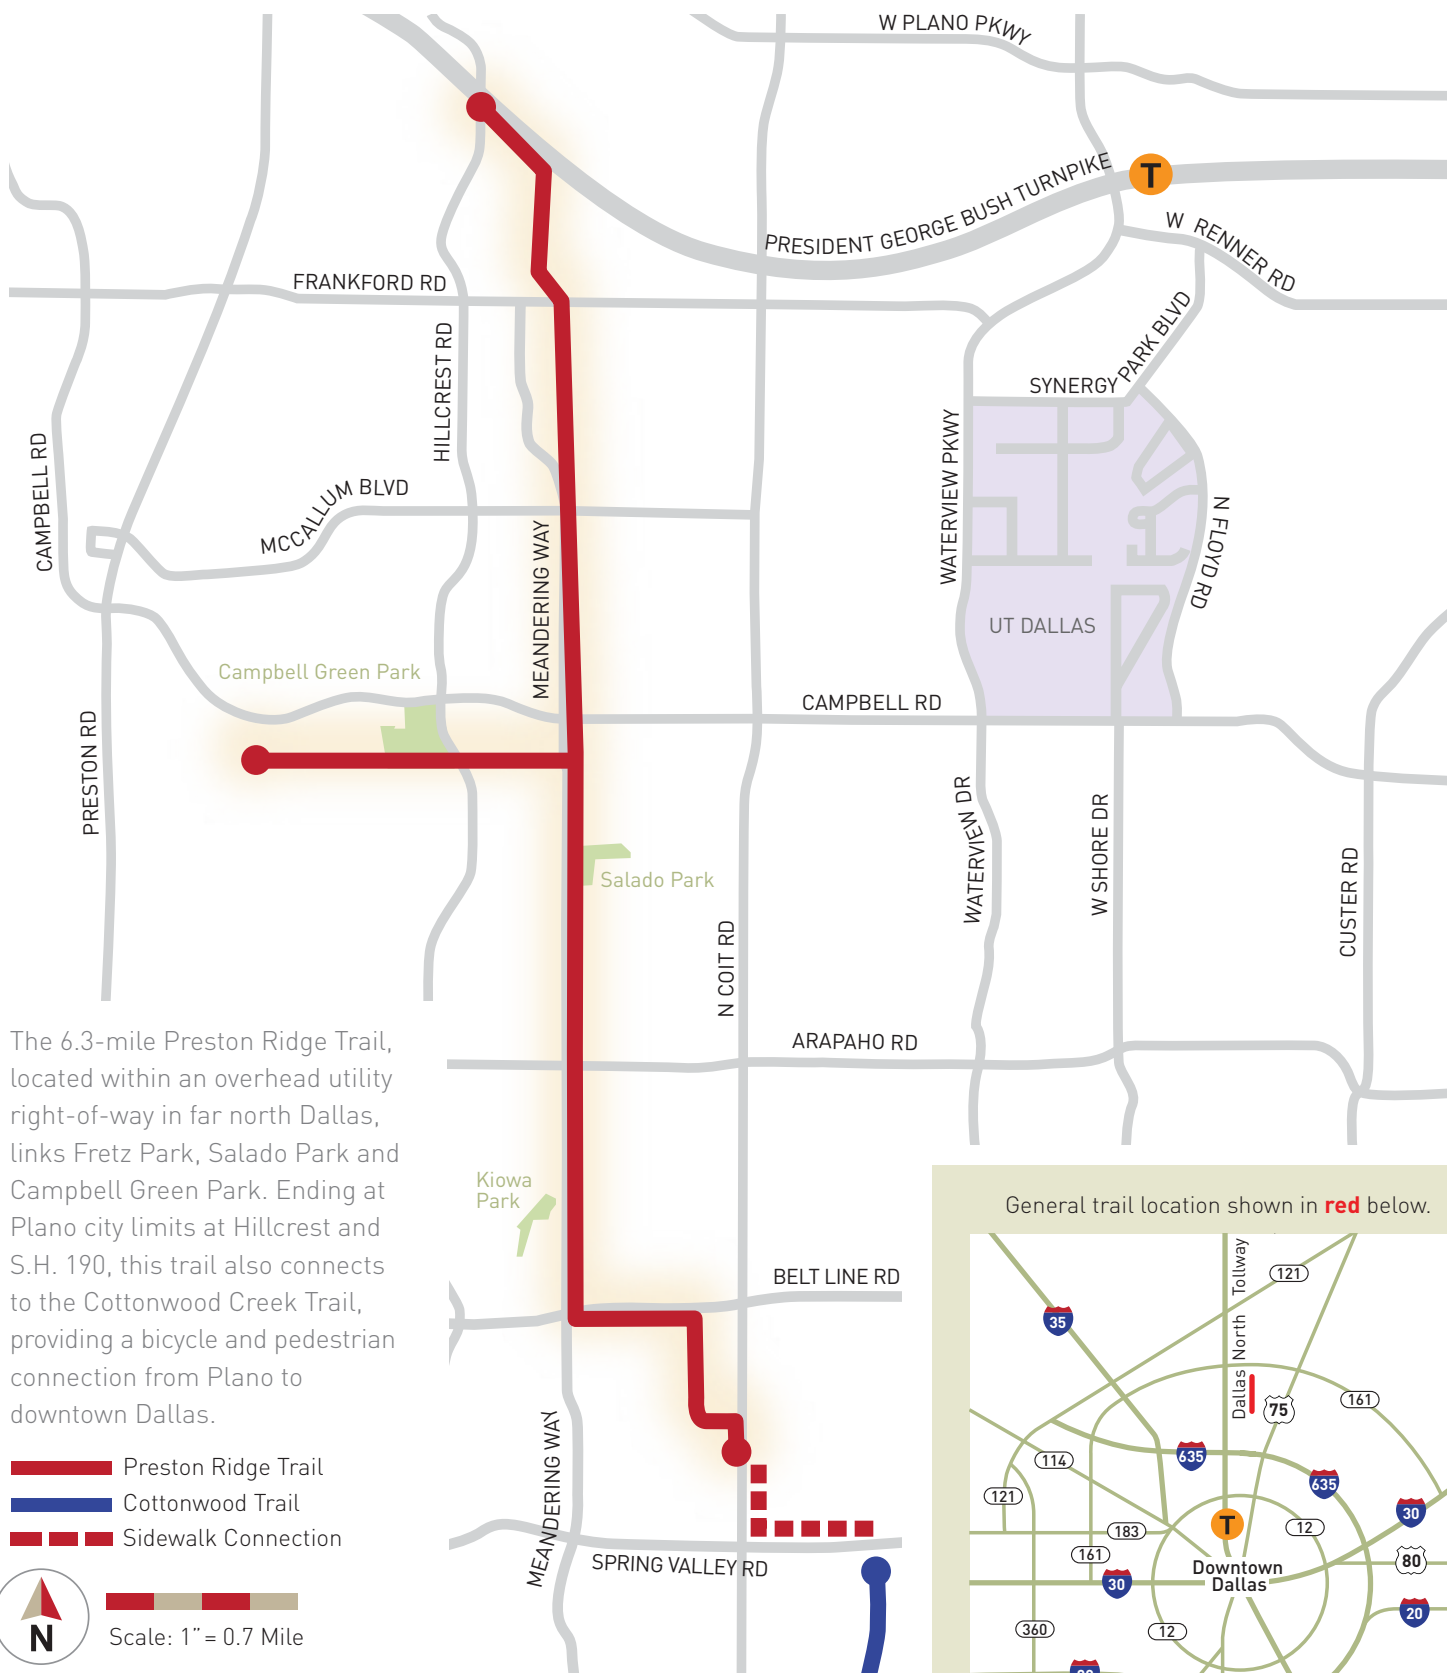 W PLANO PKWY
PRESIDENT GEORGE BUSH TURNPIKE
T
W RENNER RD
FRANKFORD RD
HILLCREST RD
SYNERGY PARK BLVD
CAMPBELL RD
MCCALLUM BLVD
MEANDERING WAY
WATERVIEW PKWY
N FLOYD RD
UT DALLAS
Campbell Green Park
CAMPBELL RD
PRESTON RD
WATERVIEW DR
W SHORE DR
CUSTER RD
Salado Park
N COIT RD
ARAPAHO RD
The 6.3-mile Preston Ridge Trail,
located within an overhead utility
right-of-way in far north Dallas,
links Fretz Park, Salado Park and
Campbell Green Park. Ending at
Plano city limits at Hillcrest and
S.H. 190, this trail also connects
to the Cottonwood Creek Trail,
providing a bicycle and pedestrian
connection from Plano to
downtown Dallas.
Kiowa
Park
BELT LINE RD
MEANDERING WAY
SPRING VALLEY RD
Preston Ridge Trail
Cottonwood Trail
Sidewalk Connection
N
Scale: 1″= 0.7 Mile
General trail location shown in red below.
Dallas North Tollway
121
35
75
161
635
114
635
121
30
T
12
183
161
80
Downtown
Dallas
30
20
360
12